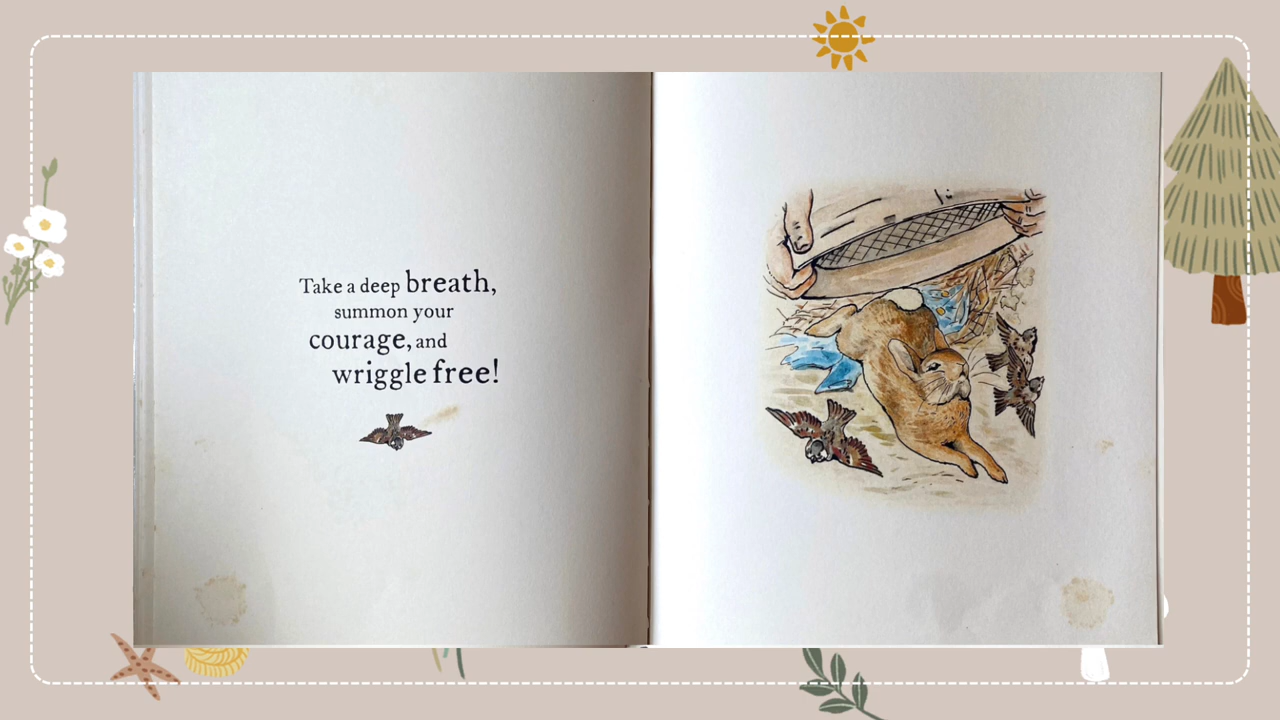 Take a deep breath,
summon your
courage, and
wriggle free!